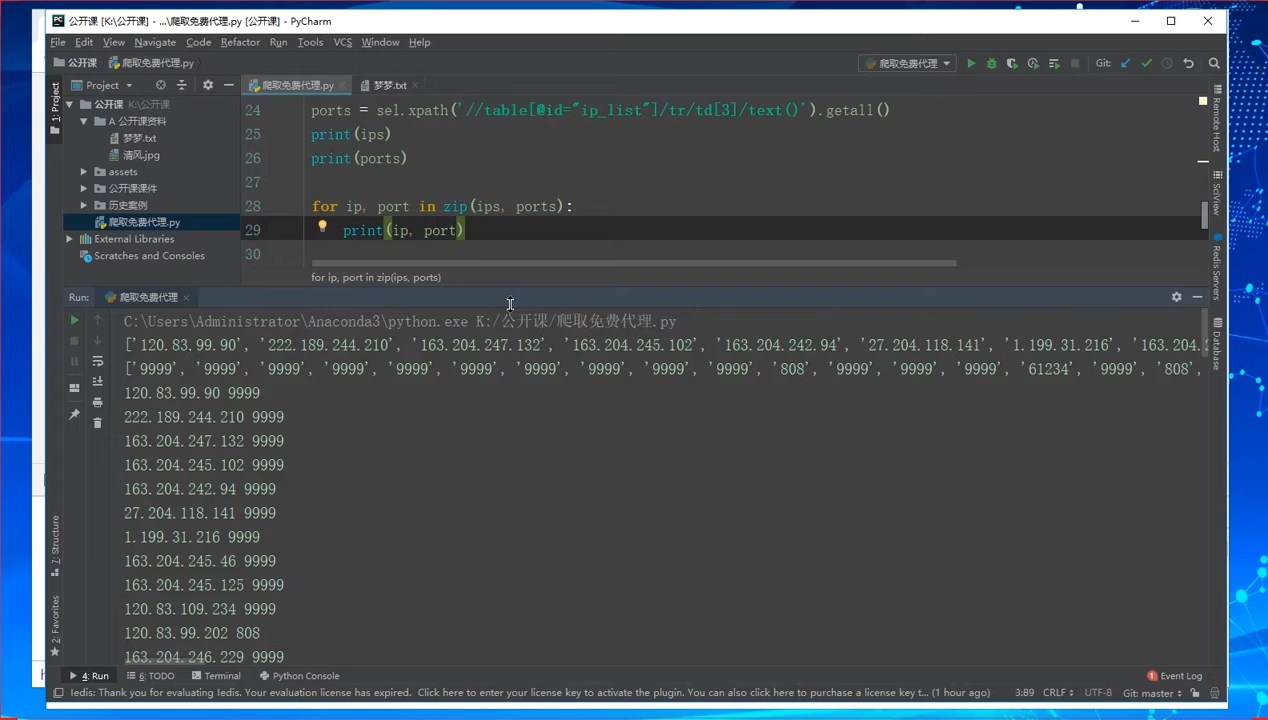 公开课 [K:\公开课] - ...\爬取免费代理.py [公开课] - PyCharm
File Edit View Navigate Code Refactor Run Tools VCS Window Help
公开课 爬取免费代理.py
爬取免费代理
Git:
1: Project
Project
爬取免费代理.py
梦梦.txt
公开课 K:\公开课
A 公开课资料
梦梦.txt
清风.jpg
assets
公开课课件
历史案例
爬取免费代理.py
External Libraries
Scratches and Consoles
24 ports = sel.xpath('//table[@id="ip_list"]/tr/td[3]/text()').getall()
25 print(ips)
26 print(ports)
27
28 for ip, port in zip(ips, ports):
29 print(ip, port)
30
for ip, port in zip(ips, ports)
Remote Host
SciView
Redis Servers
Database
Run: 爬取免费代理
C:\Users\Administrator\Anaconda3\python.exe K:/公开课/爬取免费代理.py
['120.83.99.90', '222.189.244.210', '163.204.247.132', '163.204.245.102', '163.204.242.94', '27.204.118.141', '1.199.31.216', '163.204.
['9999', '9999', '9999', '9999', '9999', '9999', '9999', '9999', '9999', '9999', '808', '9999', '9999', '9999', '61234', '9999', '808',
120.83.99.90 9999
222.189.244.210 9999
163.204.247.132 9999
163.204.245.102 9999
163.204.242.94 9999
27.204.118.141 9999
1.199.31.216 9999
163.204.245.46 9999
163.204.245.125 9999
120.83.109.234 9999
120.83.99.202 808
163.204.246.229 9999
7: Structure
2: Favorites
4: Run 6: TODO Terminal Python Console
1 Event Log
Iedis: Thank you for evaluating Iedis. Your evaluation license has expired. Click here to enter your license key to activate the plugin. You can also click here to purchase a license key t... (1 hour ago)
3:89 CRLF UTF-8 Git: master